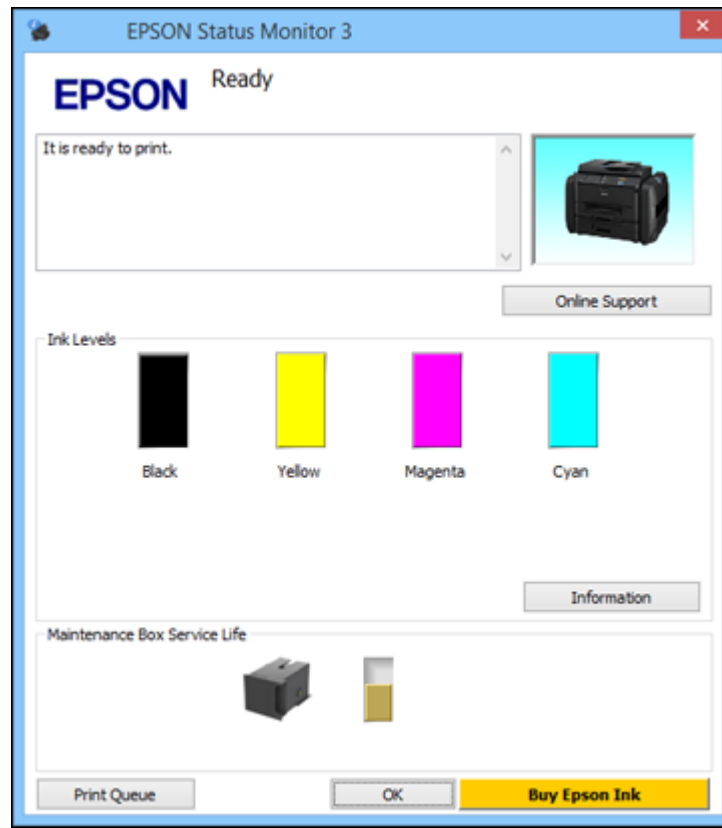 EPSON Status Monitor 3
EPSON
Ready
It is ready to print.
Online Support
Ink Levels
Black Yellow Magenta Cyan
Information
Maintenance Box Service Life
Print Queue OK Buy Epson Ink